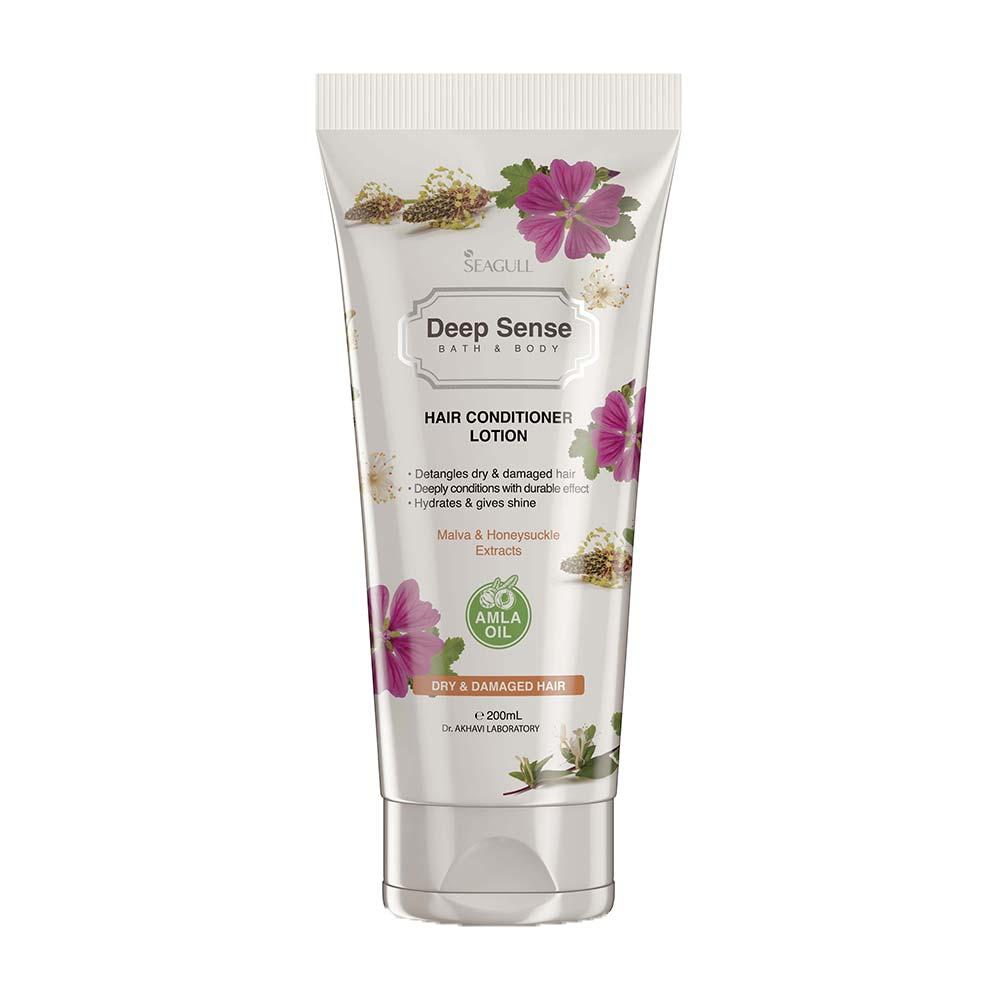 SEAGULL
Deep Sense
BATH & BODY
HAIR CONDITIONER
LOTION
• Detangles dry & damaged hair
• Deeply conditions with durable effect
• Hydrates & gives shine
Malva & Honeysuckle
Extracts
AMLA
OIL
DRY & DAMAGED HAIR
℮ 200mL
Dr. AKHAVI LABORATORY